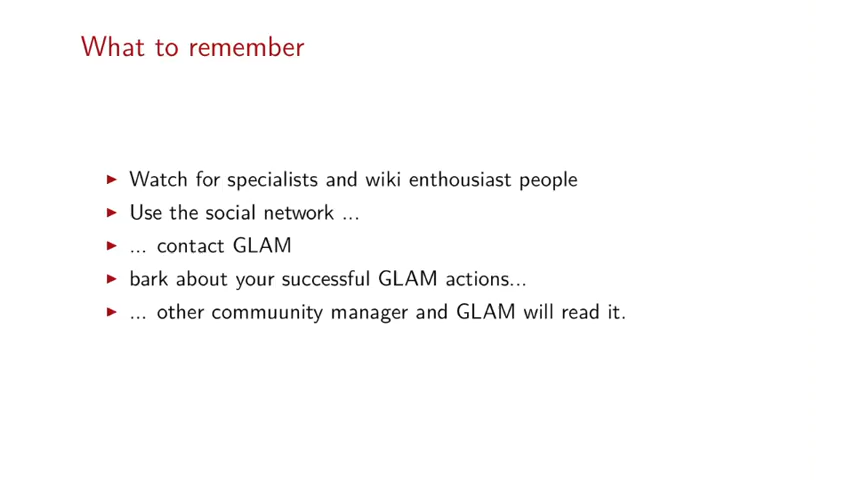 What to remember
Watch for specialists and wiki enthousiast people
Use the social network ...
... contact GLAM
bark about your successful GLAM actions...
... other commuunity manager and GLAM will read it.